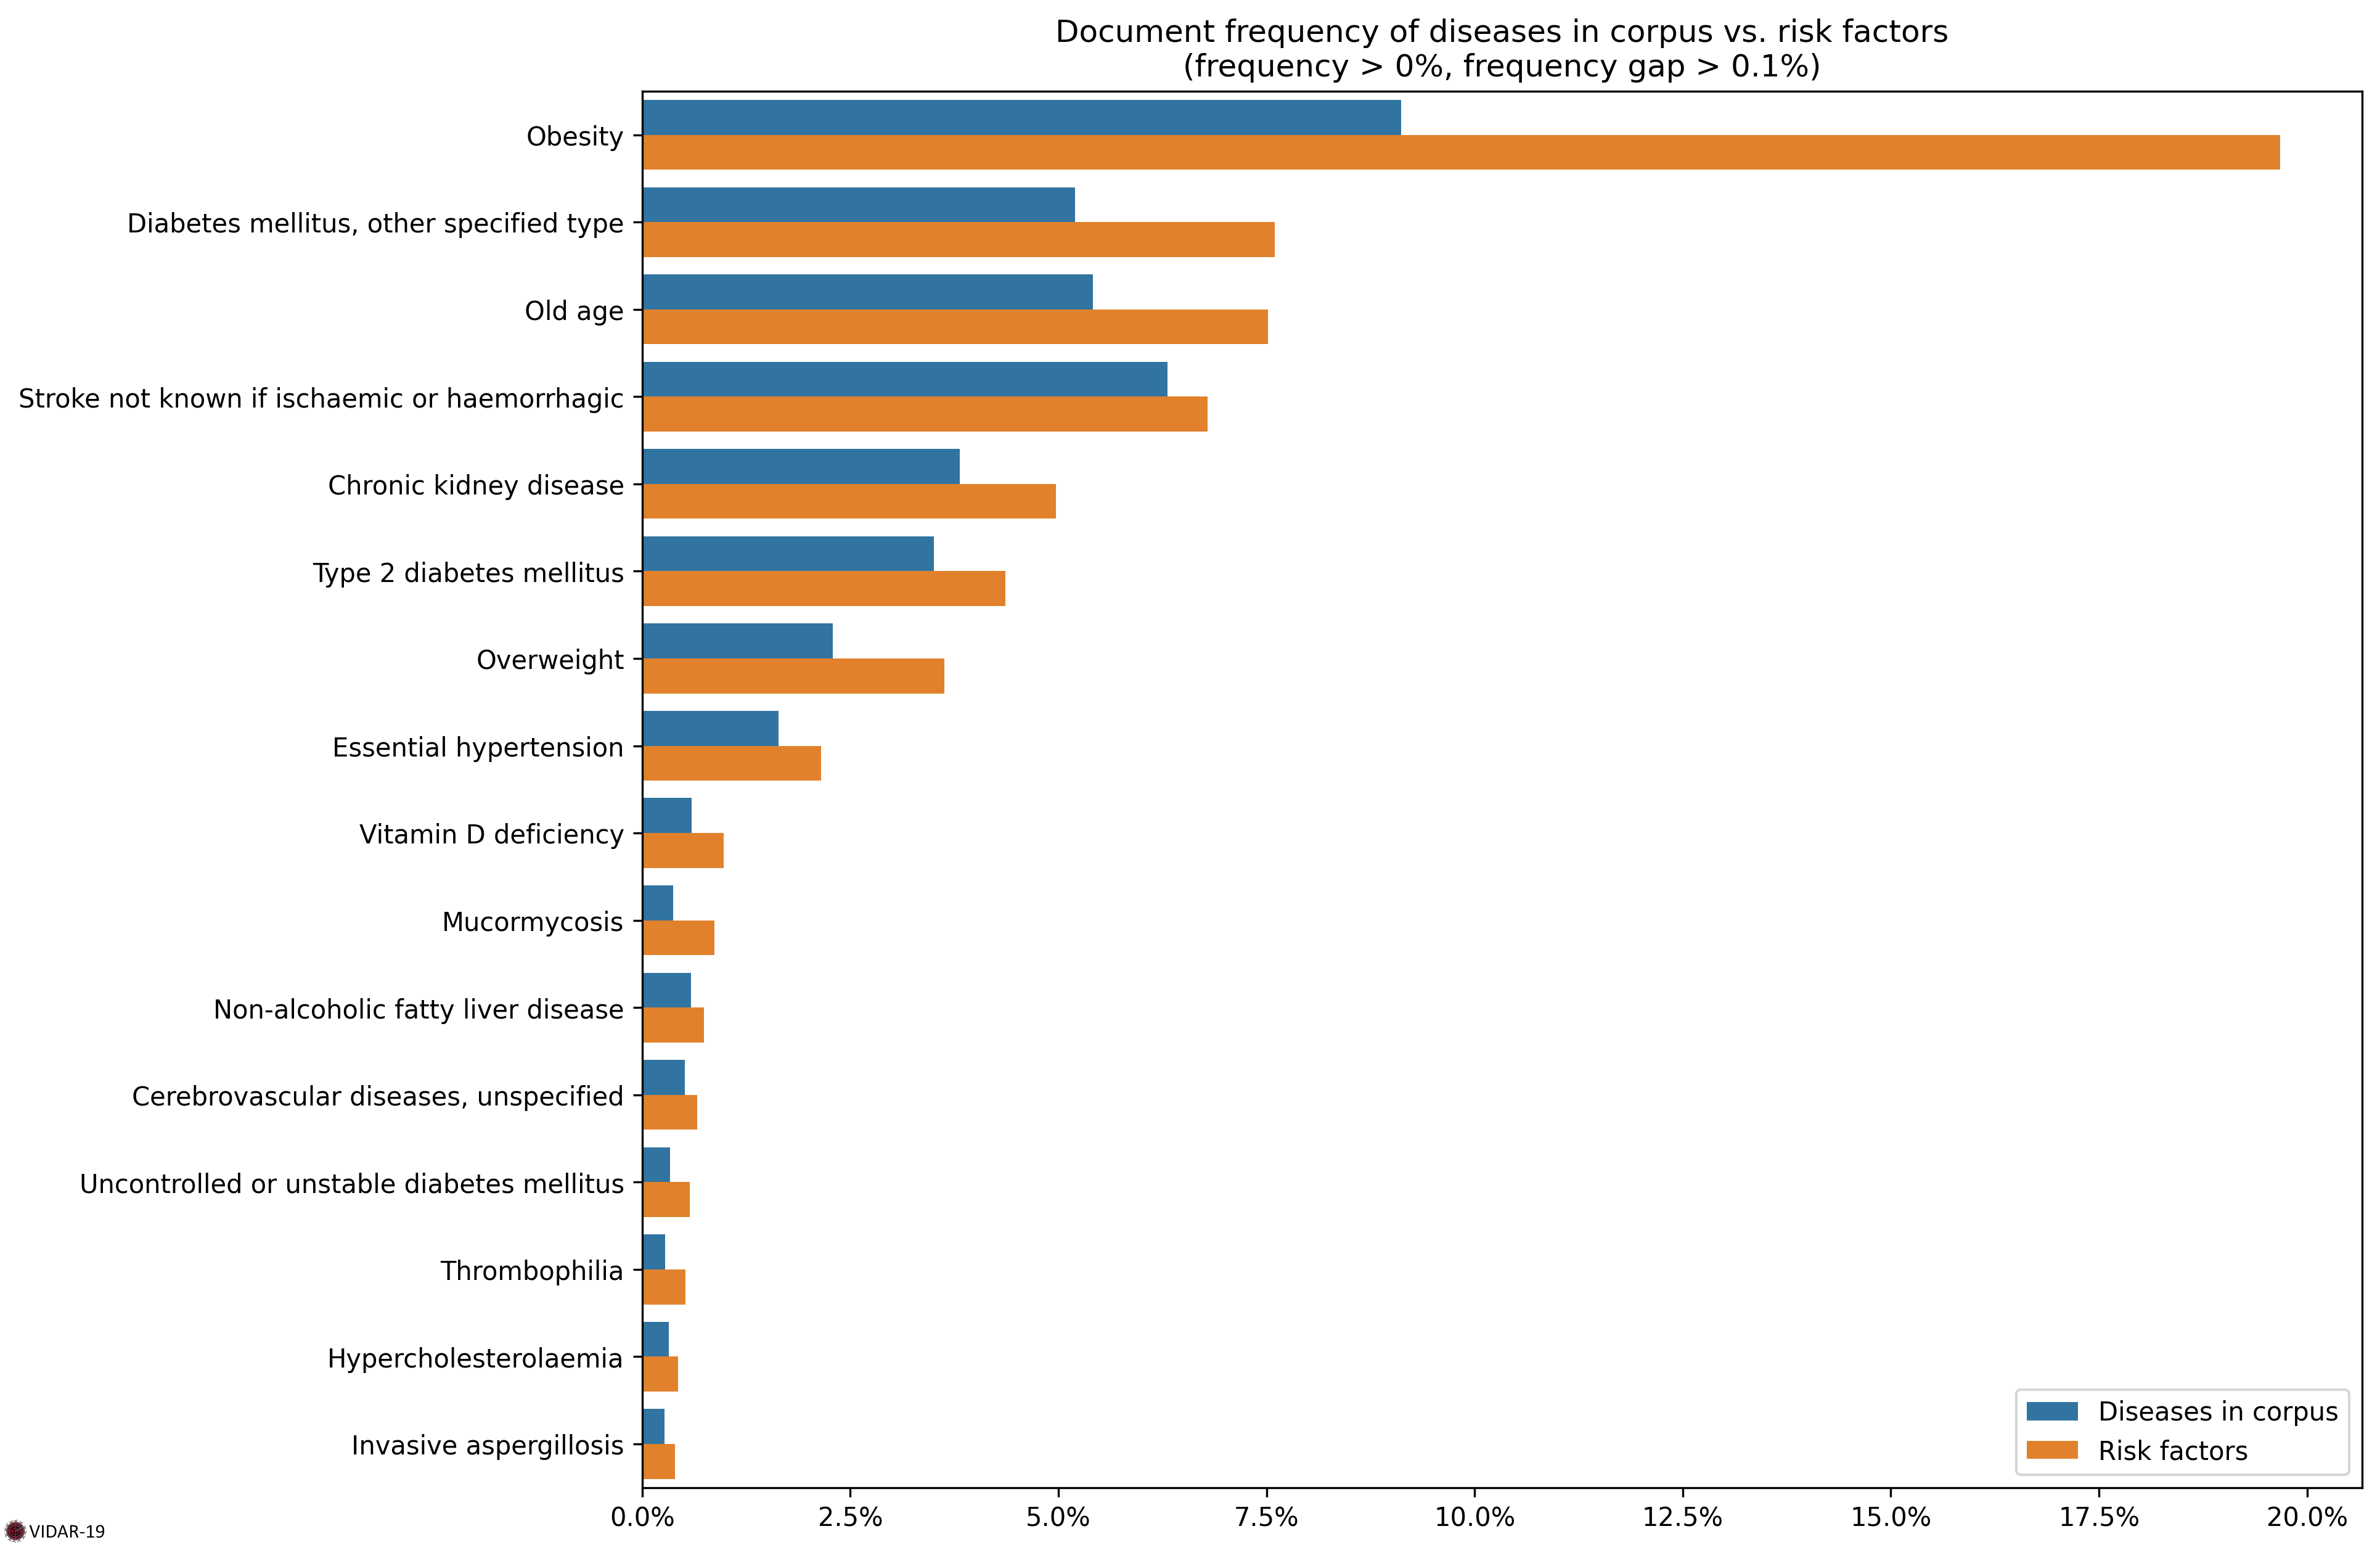 Document frequency of diseases in corpus vs. risk factors
(frequency > 0%, frequency gap > 0.1%)
Obesity
Diabetes mellitus, other specified type
Old age
Stroke not known if ischaemic or haemorrhagic
Chronic kidney disease
Type 2 diabetes mellitus
Overweight
Essential hypertension
Vitamin D deficiency
Mucormycosis
Non-alcoholic fatty liver disease
Cerebrovascular diseases, unspecified
Uncontrolled or unstable diabetes mellitus
Thrombophilia
Hypercholesterolaemia
Invasive aspergillosis
Diseases in corpus
Risk factors
0.0% 2.5% 5.0% 7.5% 10.0% 12.5% 15.0% 17.5% 20.0%
VIDAR-19